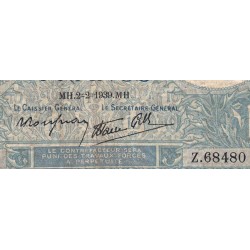 MH.2-2-1939.MH
Le Caissier Général Le Secrétaire Général
Z.68480
LE CONTREFACTEUR SERA
PUNI DES TRAVAUX FORCÉS
A PERPÉTUITÉ